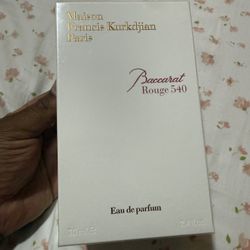 Maison
Francis Kurkdjian
Paris
Baccarat
Rouge 540
Eau de parfum